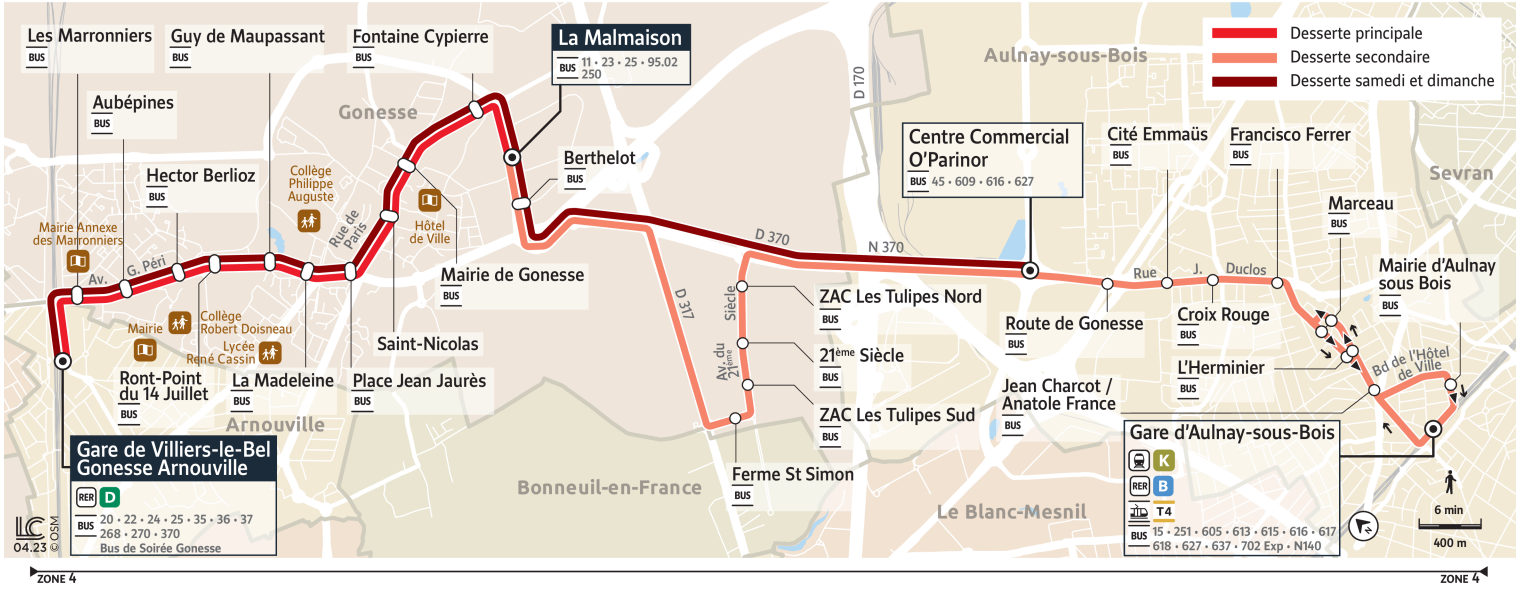 Les Marronniers
BUS
Guy de Maupassant
BUS
Fontaine Cypierre
BUS
La Malmaison
BUS 11 • 23 • 25 • 95.02
250
D 170
Aulnay-sous-Bois
Desserte principale
Desserte secondaire
Desserte samedi et dimanche
Aubépines
BUS
Gonesse
Berthelot
BUS
Centre Commercial
O'Parinor
BUS 45 • 609 • 616 • 627
Cité Emmaüs
BUS
Francisco Ferrer
BUS
Sevran
Hector Berlioz
BUS
Collège
Philippe
Auguste
Hôtel
de Ville
Rue de
Paris
Marceau
BUS
Mairie Annexe
des Marronniers
Av. G. Péri
Mairie de Gonesse
BUS
D 370
N 370
Rue J. Duclos
Mairie d'Aulnay
sous Bois
BUS
D 317
Siècle
Av. du
21ème
ZAC Les Tulipes Nord
BUS
21ème Siècle
BUS
ZAC Les Tulipes Sud
BUS
Route de Gonesse
BUS
Croix Rouge
BUS
L'Herminier
BUS
Bd de l'Hôtel
de Ville
Mairie
Collège
Robert Doisneau
Lycée
René Cassin
Saint-Nicolas
BUS
Ront-Point
du 14 Juillet
BUS
La Madeleine
BUS
Place Jean Jaurès
BUS
Jean Charcot /
Anatole France
BUS
Arnouville
Gare de Villiers-le-Bel
Gonesse Arnouville
RER D
BUS 20 • 22 • 24 • 25 • 35 • 36 • 37
268 • 270 • 370
Bus de Soirée Gonesse
Ferme St Simon
BUS
Bonneuil-en-France
Le Blanc-Mesnil
Gare d'Aulnay-sous-Bois
K
RER B
T4
BUS 15 • 251 • 605 • 613 • 615 • 616 • 617
618 • 627 • 637 • 702 Exp • N140
N
6 min
400 m
LC
04.23 © OSM
ZONE 4
ZONE 4